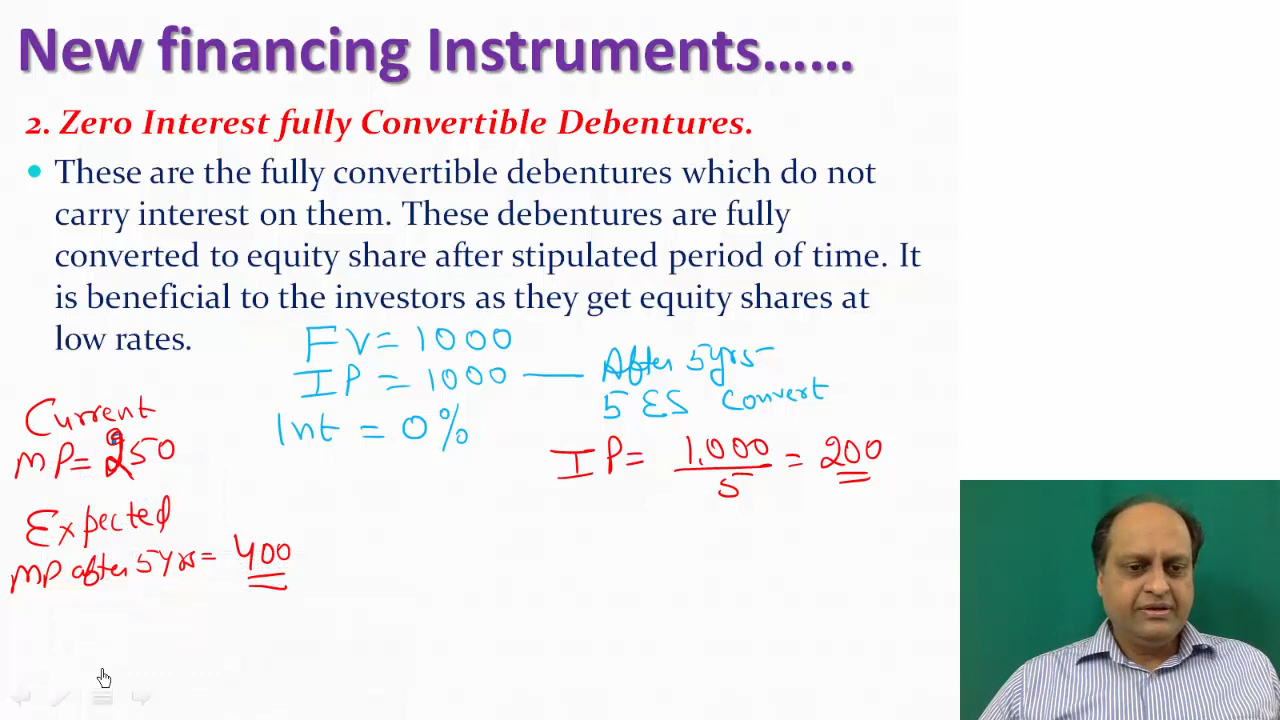 New financing Instruments......
2. Zero Interest fully Convertible Debentures.
These are the fully convertible debentures which do not
carry interest on them. These debentures are fully
converted to equity share after stipulated period of time. It
is beneficial to the investors as they get equity shares at
low rates.
FV = 1000
IP = 1000 — After 5yrs
5 ES convert
Int = 0%
IP = 1000/5 = 200
Current
MP = 250
Expected
MP after 5yrs = 400